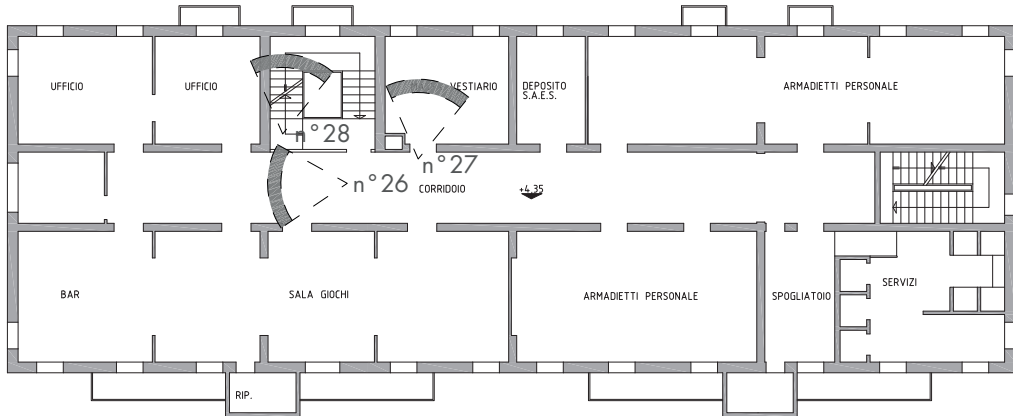 UFFICIO
UFFICIO
VESTIARIO
DEPOSITO
S.A.E.S.
ARMADIETTI PERSONALE
n°28
n°27
n°26
CORRIDOIO
+4.35
BAR
SALA GIOCHI
ARMADIETTI PERSONALE
SPOGLIATOIO
SERVIZI
RIP.